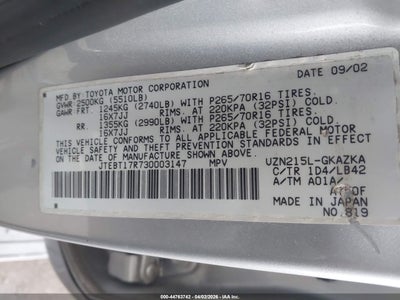 MFD.BY TOYOTA MOTOR CORPORATION DATE 09/02
GVWR 2500KG (5510LB)
GAWR FRT. 1245KG (2740LB) WITH P265/70R16 TIRES.
16X7JJ RIMS. AT 220KPA (32PSI) COLD.
RR. 1355KG (2990LB) WITH P265/70R16 TIRES.
16X7JJ RIMS. AT 220KPA (32PSI) COLD.
THIS VEHICLE CONFORMS TO ALL APPLICABLE FEDERAL MOTOR
VEHICLE SAFETY AND THEFT PREVENTION STANDARDS IN
EFFECT ON THE DATE OF MANUFACTURE SHOWN ABOVE.
JTEBT17R730003147 MPV
UZN215L-GKAZKA
C/TR 1D4/LB42
A/TM A01A/
MADE IN
JAPAN
NO.819
000-44763742 - 04/03/2026 -